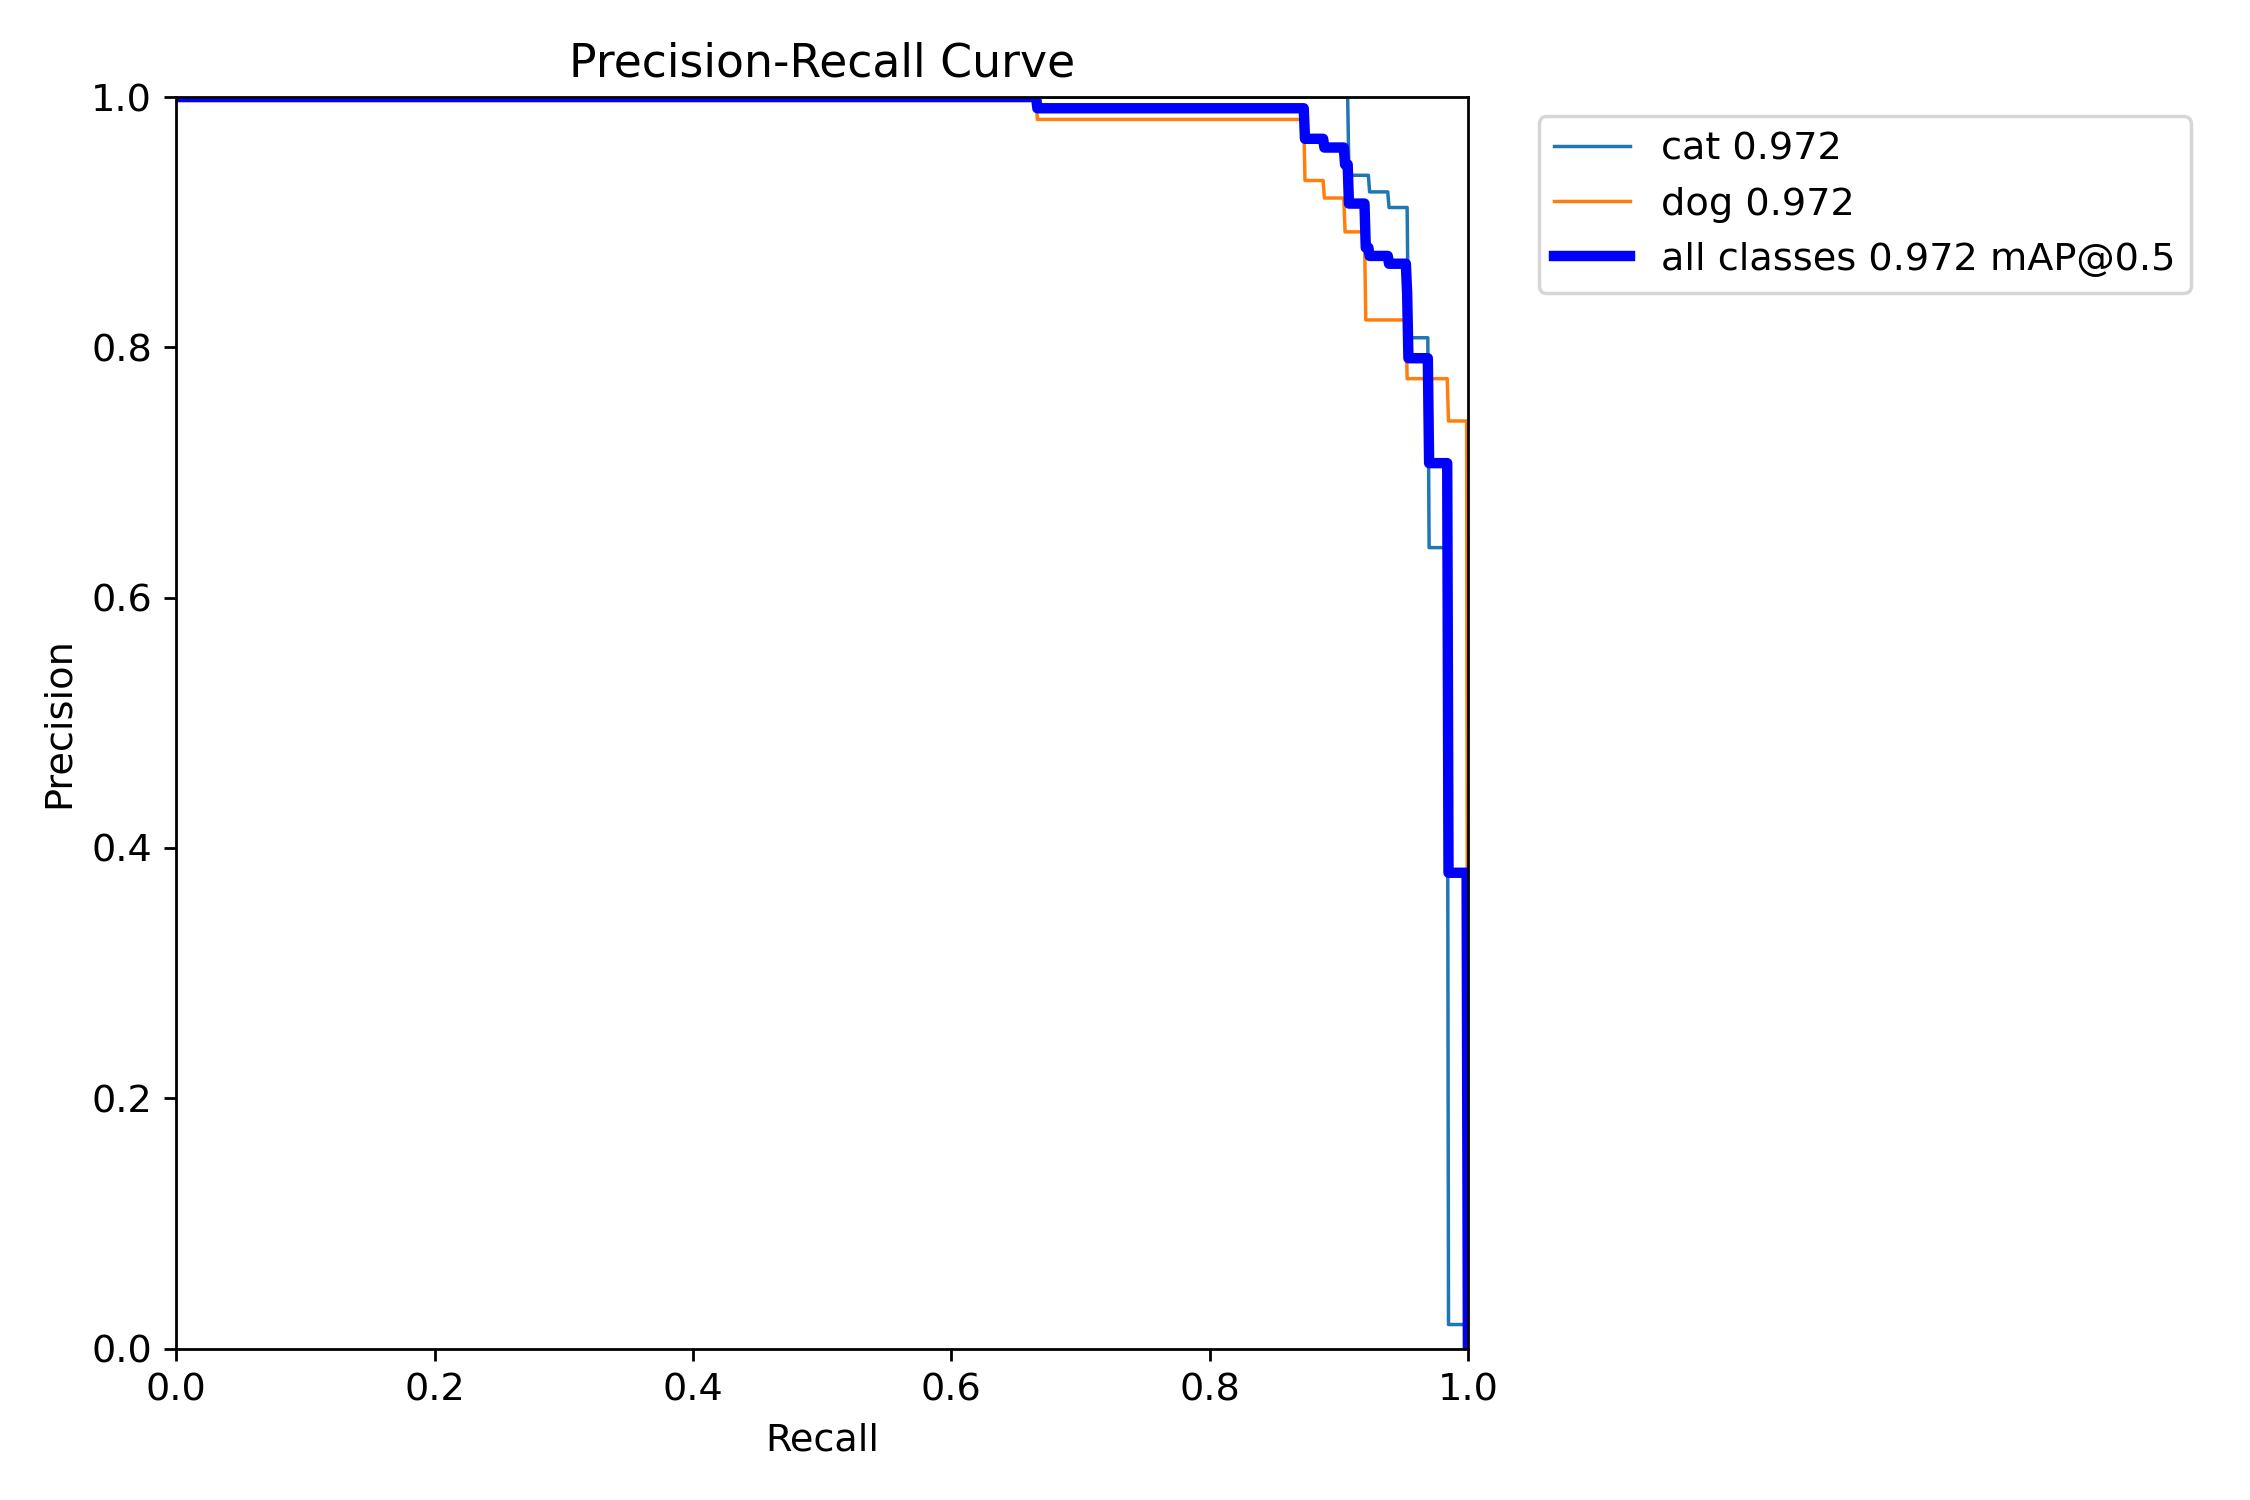 Precision-Recall Curve
cat 0.972
dog 0.972
all classes 0.972 mAP@0.5
1.0
0.8
0.6
0.4
0.2
0.0
Precision
0.0 0.2 0.4 0.6 0.8 1.0
Recall